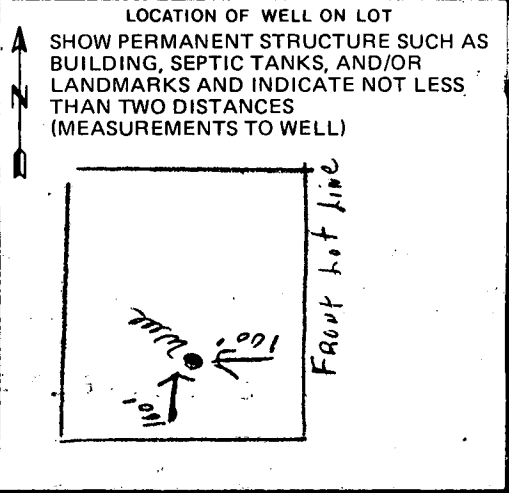 LOCATION OF WELL ON LOT
SHOW PERMANENT STRUCTURE SUCH AS
BUILDING, SEPTIC TANKS, AND/OR
LANDMARKS AND INDICATE NOT LESS
THAN TWO DISTANCES
(MEASUREMENTS TO WELL)
N
Front Lot Line
Well
100'
100'